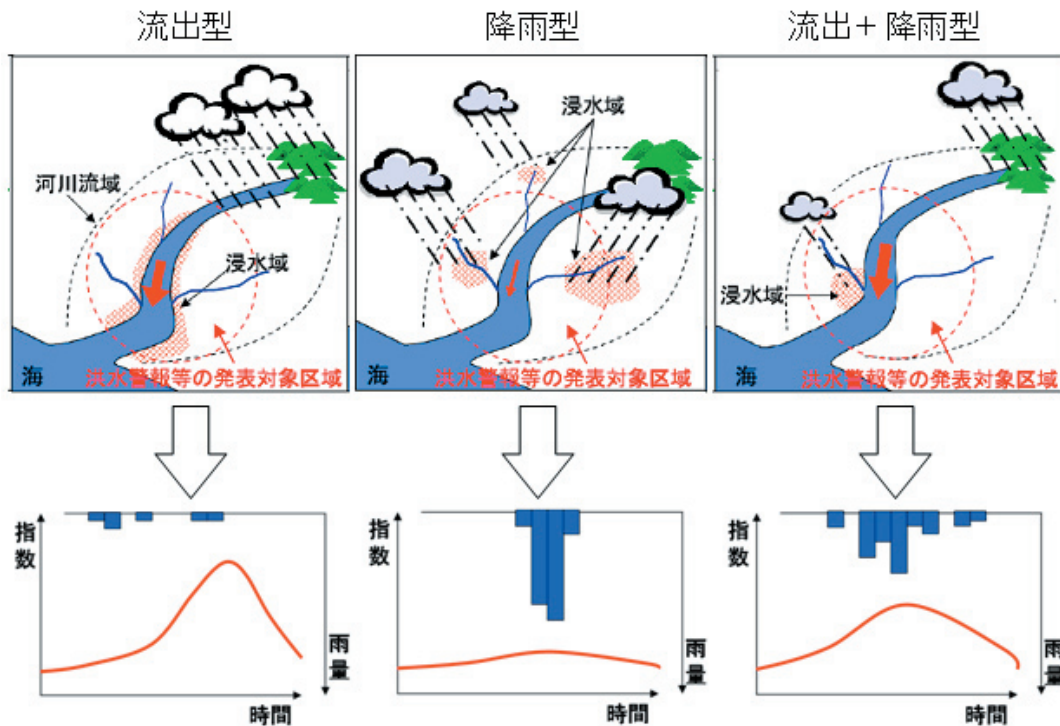 流出型
降雨型
流出+降雨型
河川流域
浸水域
海
洪水警報等の発表対象区域
浸水域
海
洪水警報等の発表対象区域
浸水域
海
洪水警報等の発表対象区域
指数
雨量
時間
指数
雨量
時間
指数
雨量
時間